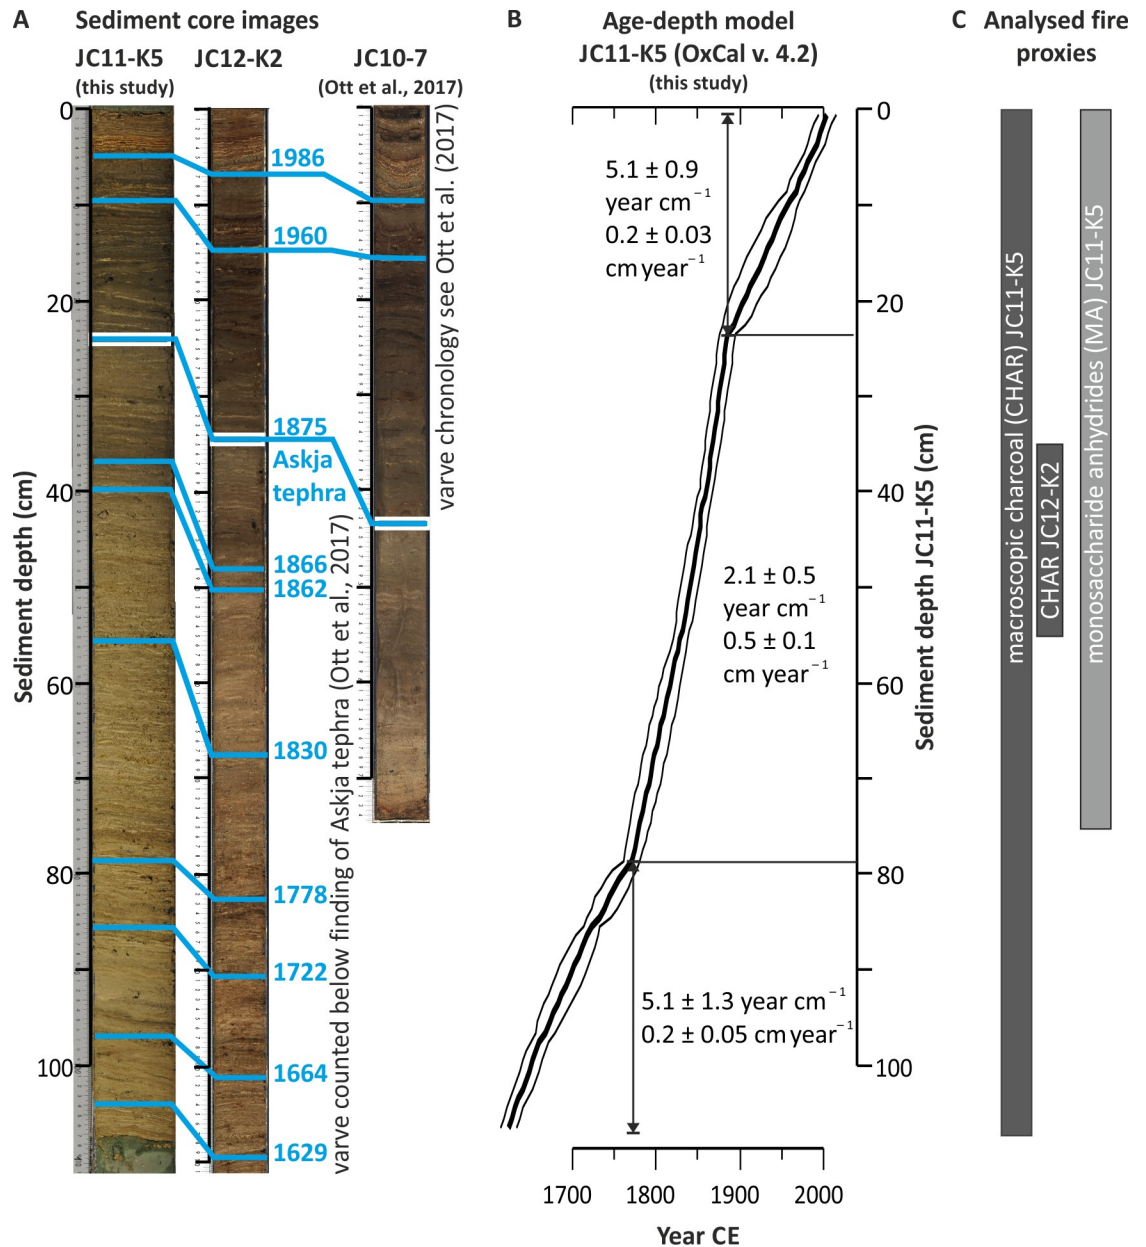 A Sediment core images
JC11-K5
(this study)
JC12-K2
JC10-7
(Ott et al., 2017)
0
20
40
60
80
100
Sediment depth (cm)
1986
1960
1875
Askja
tephra
1866
1862
1830
1778
1722
1664
1629
varve chronology see Ott et al. (2017)
varve counted below finding of Askja tephra (Ott et al., 2017)
B Age-depth model
JC11-K5 (OxCal v. 4.2)
(this study)
5.1 ± 0.9
year cm⁻¹
0.2 ± 0.03
cm year⁻¹
2.1 ± 0.5
year cm⁻¹
0.5 ± 0.1
cm year⁻¹
5.1 ± 1.3 year cm⁻¹
0.2 ± 0.05 cm year⁻¹
0
20
40
60
80
100
Sediment depth JC11-K5 (cm)
1700 1800 1900 2000
Year CE
C Analysed fire
proxies
macroscopic charcoal (CHAR) JC11-K5
CHAR JC12-K2
monosaccharide anhydrides (MA) JC11-K5